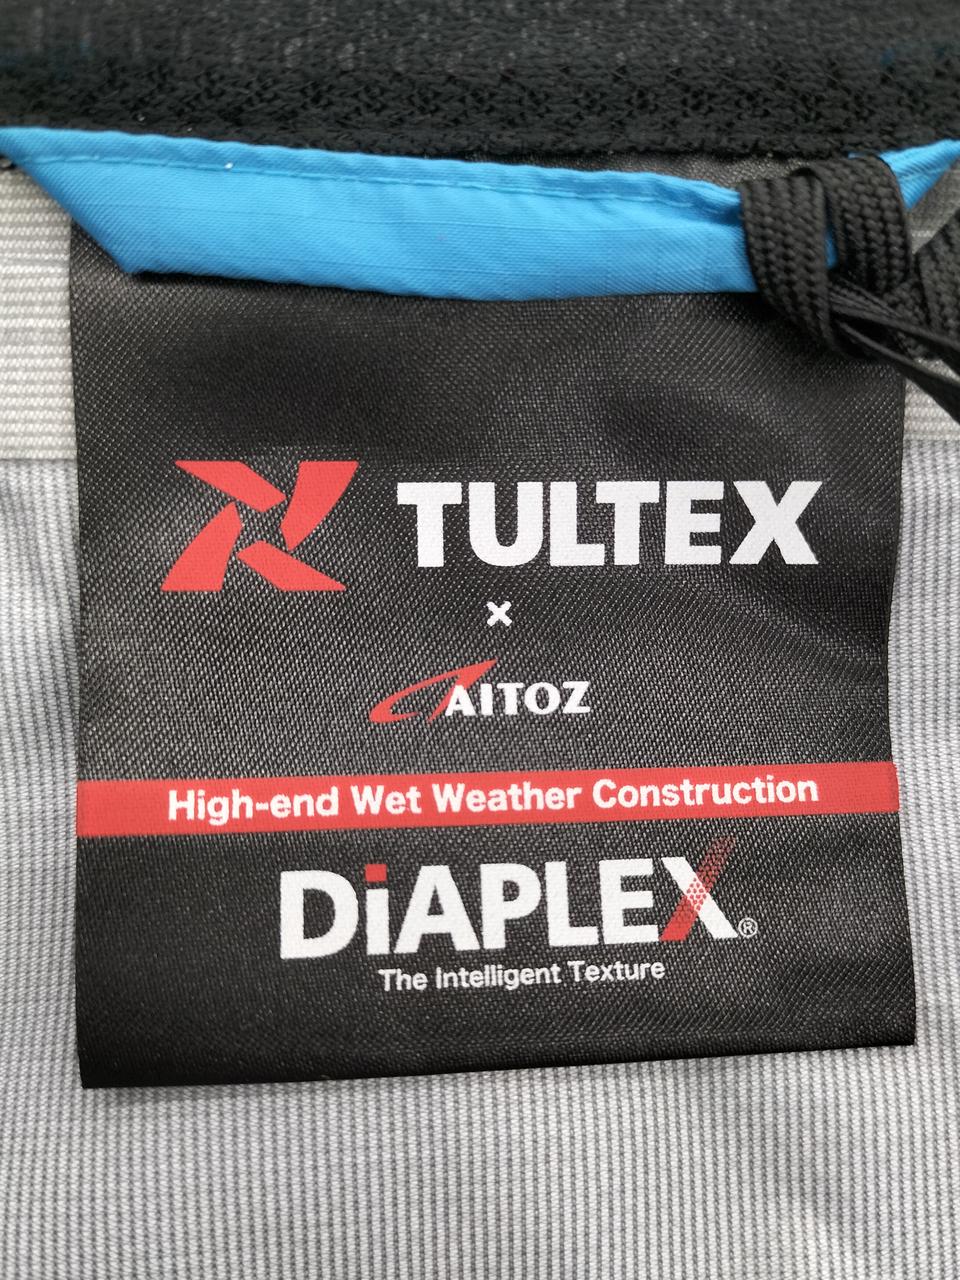 TULTEX
×
AITOZ
High-end Wet Weather Construction
DiAPLEX®
The Intelligent Texture